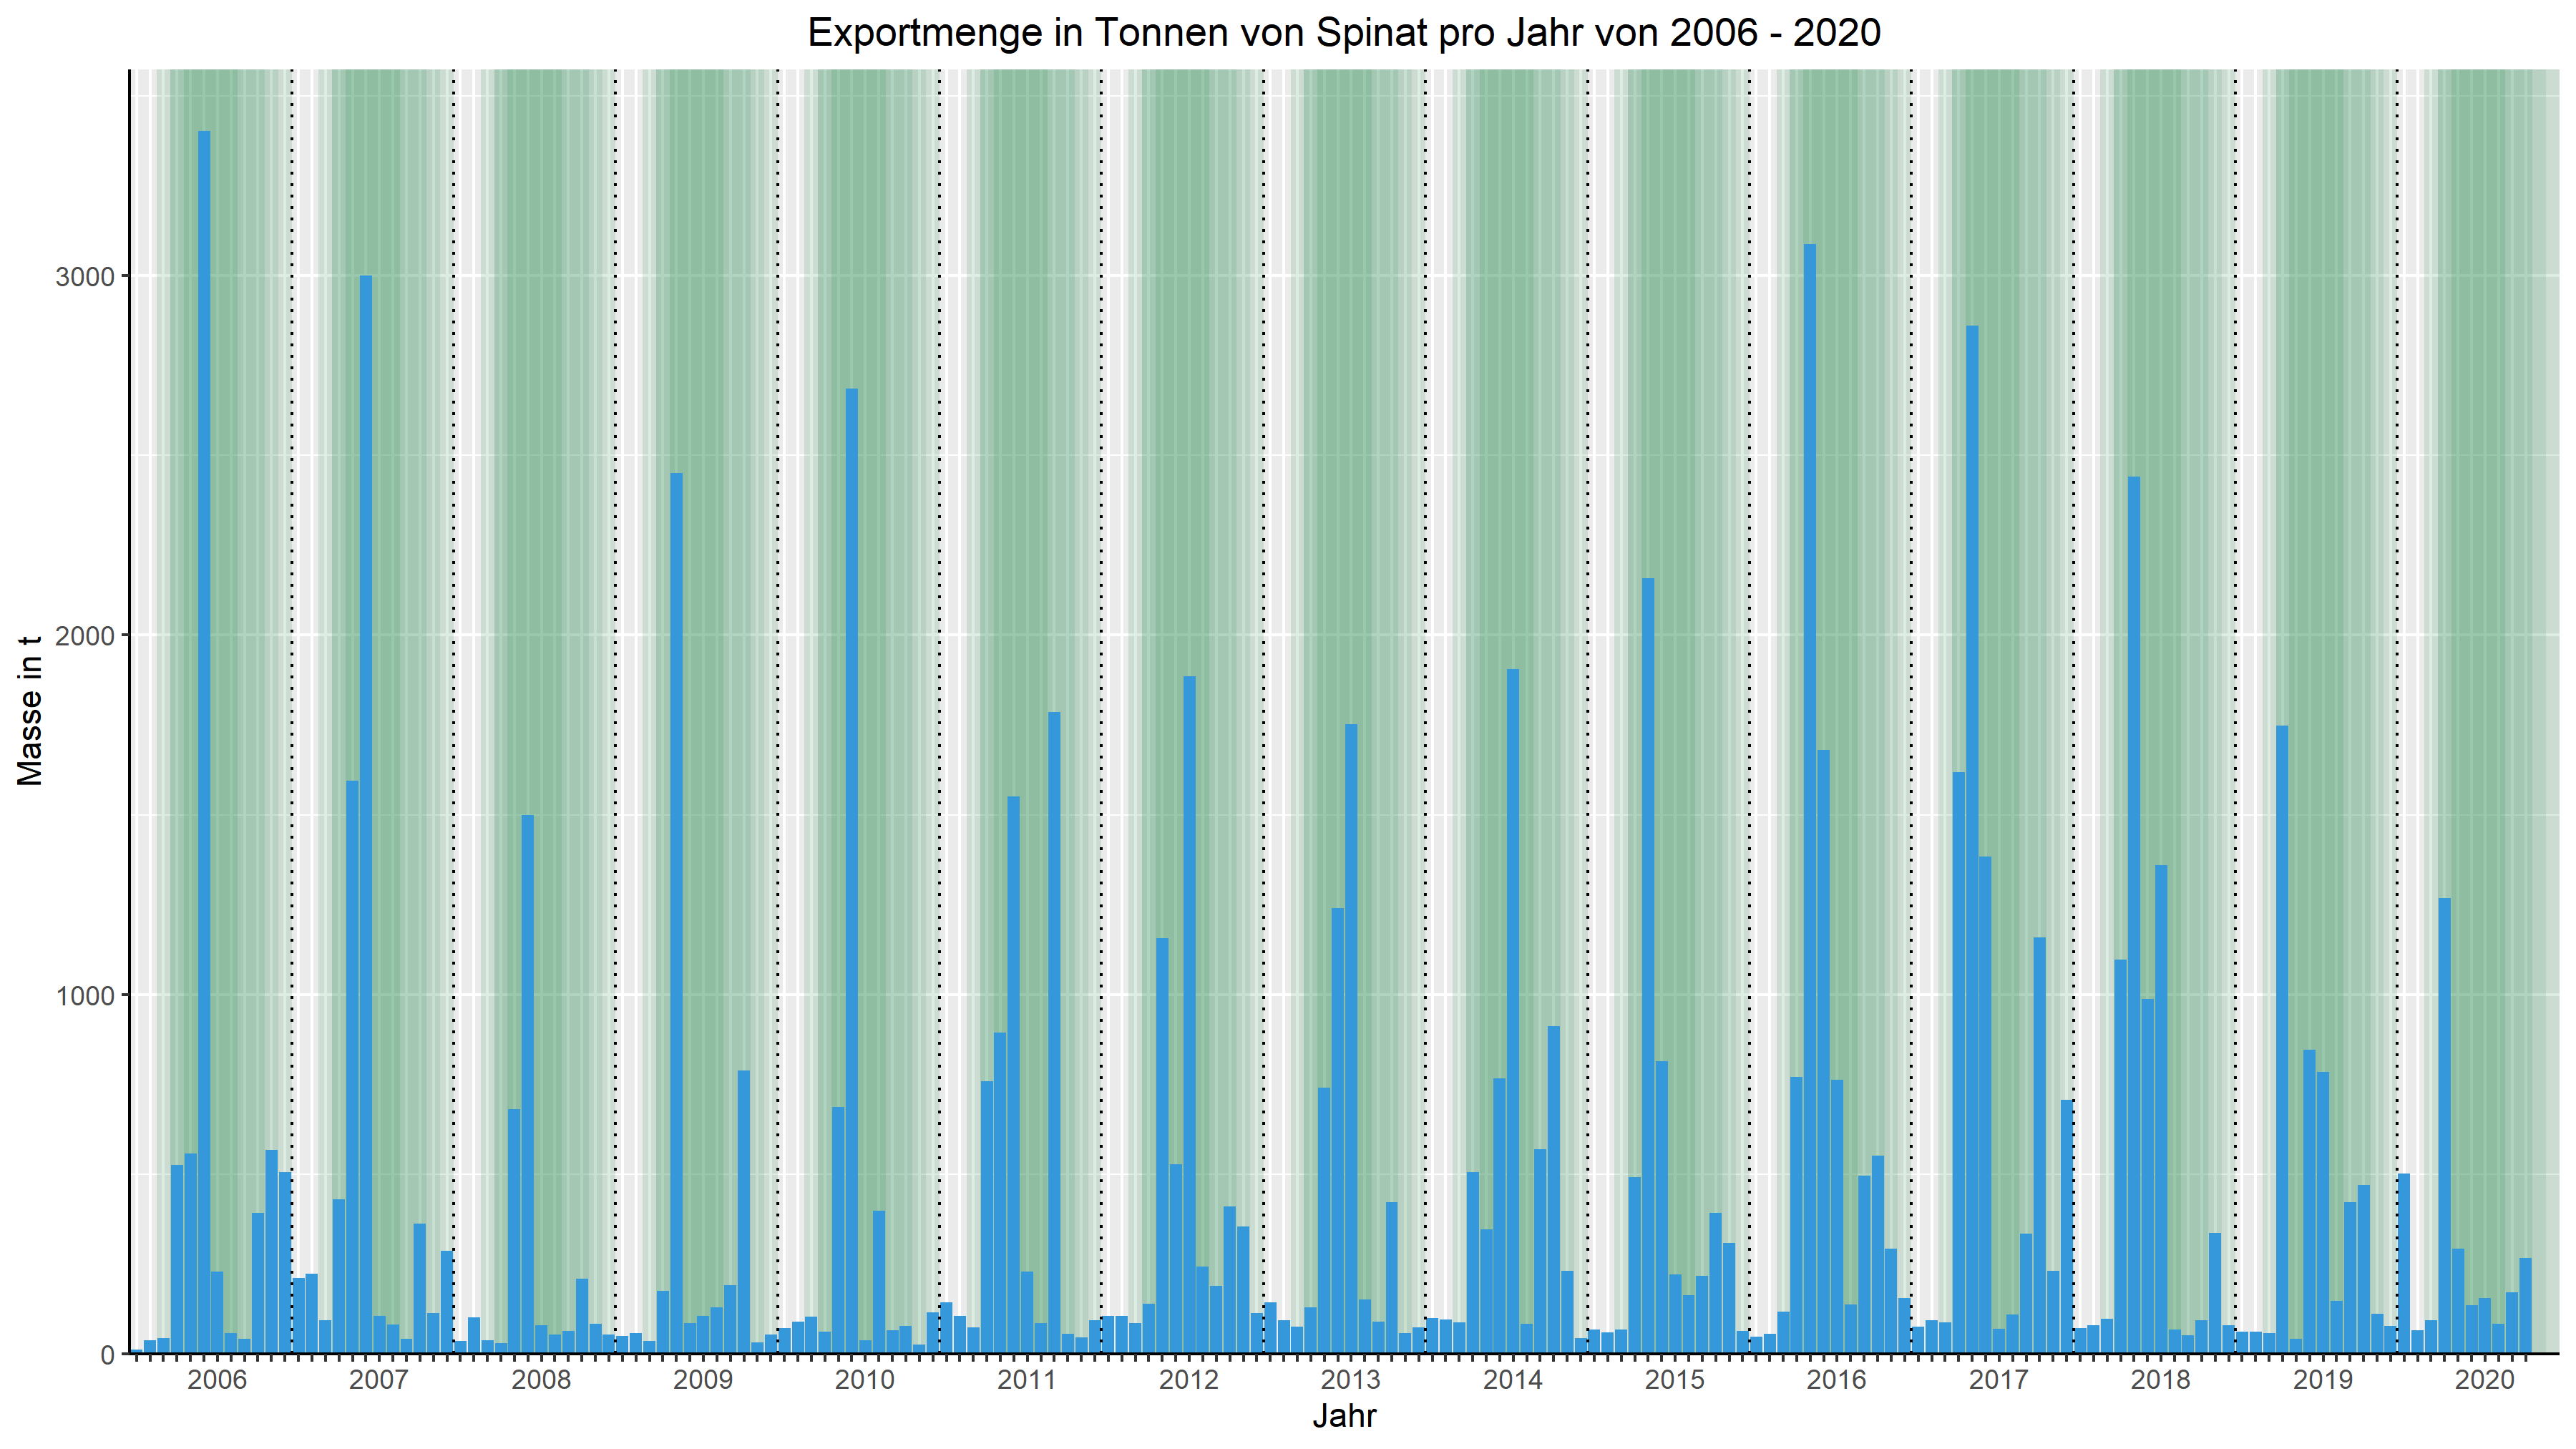 Exportmenge in Tonnen von Spinat pro Jahr von 2006 - 2020
Masse in t
3000
2000
1000
0
2006 2007 2008 2009 2010 2011 2012 2013 2014 2015 2016 2017 2018 2019 2020
Jahr